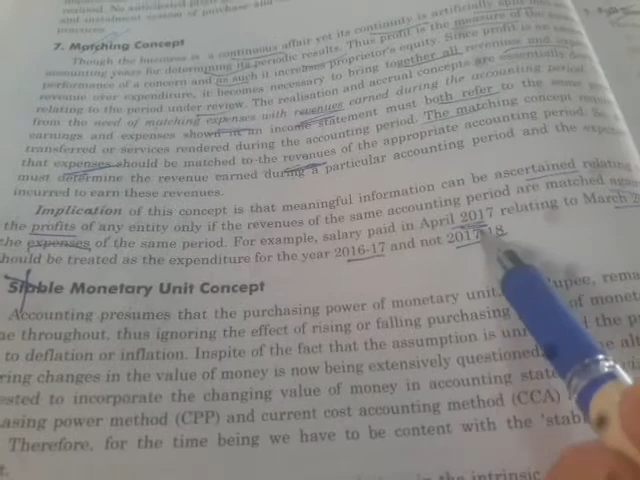 and instalment system of purchase and
7. Matching Concept
Though the business is a continuous affair yet its continuity is artificially split
accounting years for determining its periodic results. Thus profit is the measure of the
performance of a concern and as such it increases proprietor's equity. Since profit is
revenue over expenditure, it becomes necessary to bring together all revenues and
relating to the period under review. The realisation and accrual concepts are essentially
from the need of matching expenses with revenues earned during the accounting period.
earnings and expenses shown in an income statement must both refer to the same
transferred or services rendered during the accounting period. The matching concept
that expenses should be matched to the revenues of the appropriate accounting period. So
must determine the revenue earned during a particular accounting period and the
incurred to earn these revenues.
Implication of this concept is that meaningful information can be ascertained relating
the profits of any entity only if the revenues of the same accounting period are matched
the expenses of the same period. For example, salary paid in April 2017 relating to March
should be treated as the expenditure for the year 2016-17 and not 2017-18
Stable Monetary Unit Concept
Accounting presumes that the purchasing power of monetary unit, rupee,
throughout, thus ignoring the effect of rising or falling purchasing of
to deflation or inflation. Inspite of the fact that the assumption is the
changes in the value of money is now being extensively questioned.
to incorporate the changing value of money in accounting
power method (CPP) and current cost accounting method (CCA)
Therefore, for the time being we have to be content with the
in the intrinsic